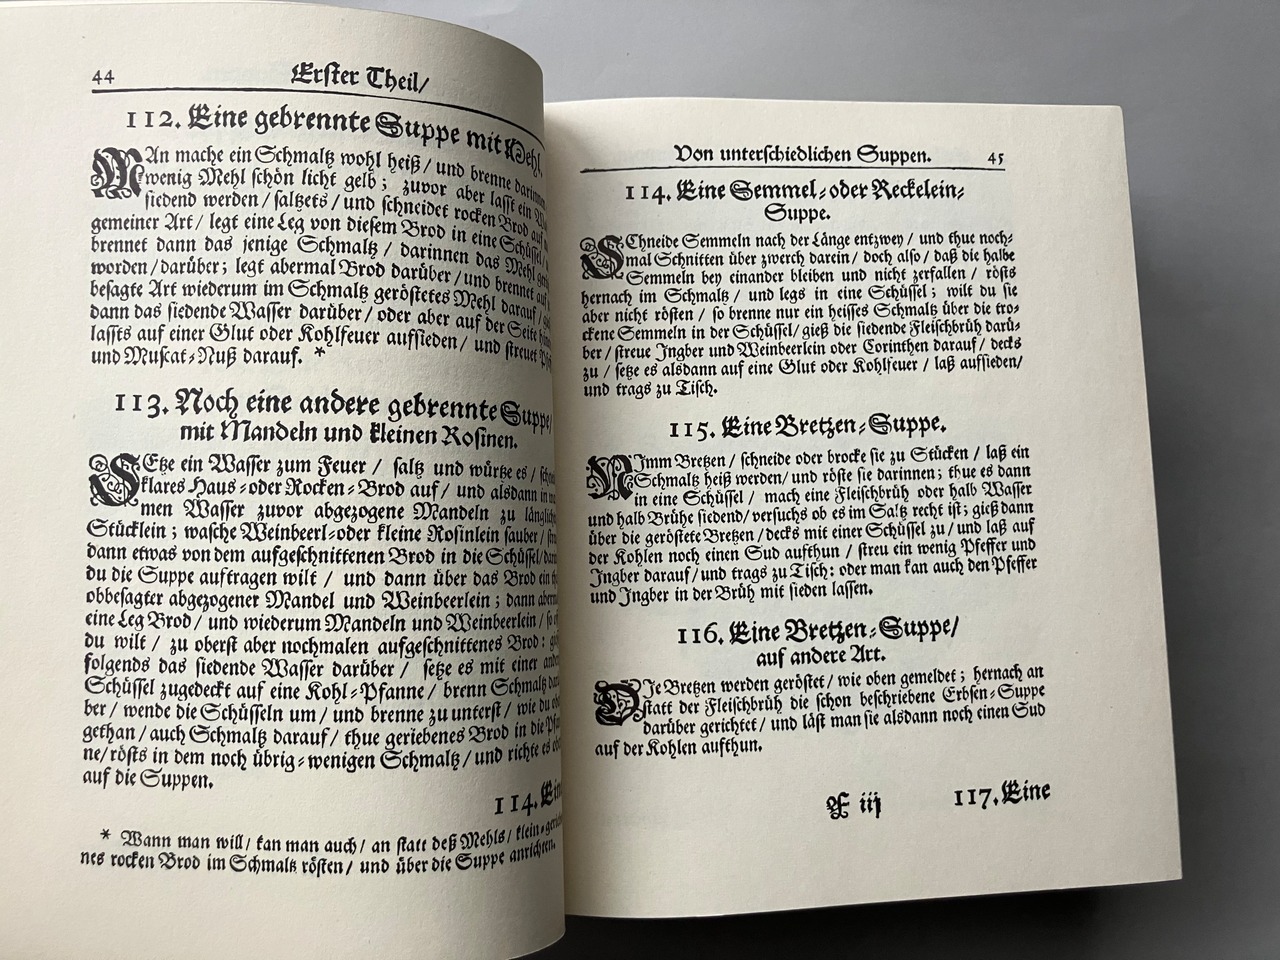 44 Erster Theil/
112. Eine gebrennte Suppe mit Mehl.
MAn mache ein Schmaltz wohl heiß / und brenne darinnen
wenig Mehl schön licht gelb; zuvor aber lasst ein
siedend werden / saltzets / und schneidet rocken Brod auf
gemeiner Art / legt eine Leg von diesem Brod in eine Schüssel /
brennet dann das jenige Schmaltz / darinnen das Mehl
worden / darüber; legt abermal Brod darüber / und brennet auf
besagte Art wiederum im Schmaltz geröstetes Mehl darauf /
dann das siedende Wasser darüber / oder aber auf der Seite
lassts auf einer Glut oder Kohlfeuer aufsieden / und streuet
und Muscat-Nuß darauf. *
113. Noch eine andere gebrennte Suppe/
mit Mandeln und kleinen Rosinen.
SEtze ein Wasser zum Feuer / saltz und würtze es /
klares Haus- oder Rocken-Brod auf / und alsdann in
men Wasser zuvor abgezogene Mandeln zu
Stücklein; wasche Weinbeerl- oder kleine Rosinlein sauber /
dann etwas von dem aufgeschnittenen Brod in die Schüssel/
du die Suppe auftragen wilt / und dann über das Brod ein
obbesagter abgezogener Mandel und Weinbeerlein; dann
eine Leg Brod / und wiederum Mandeln und Weinbeerlein /
du wilt / zu oberst aber nochmalen aufgeschnittenes Brod:
folgends das siedende Wasser darüber / setze es mit einer
Schüssel zugedeckt auf eine Kohl-Pfanne / brenn Schmaltz
ber / wende die Schüsseln um / und brenne zu unterst / wie du
gethan / auch Schmaltz darauf / thue geriebenes Brod in die
ne/ rösts in dem noch übrig-wenigen Schmaltz / und richte es
auf die Suppen.
114.
* Wann man will / kan man auch / an statt deß Mehls /
nes rocken Brod im Schmaltz rösten / und über die Suppe anrichten.
Von unterschiedlichen Suppen. 45
114. Eine Semmel- oder Reckelein-
Suppe.
SChneide Semmeln nach der Länge entzwey / und thue noch-
mal Schnitten über zwerch darein / doch also / daß die halbe
Semmeln bey einander bleiben und nicht zerfallen / rösts
hernach im Schmaltz / und legs in eine Schüssel; wilt du sie
aber nicht rösten / so brenne nur ein heisses Schmaltz über die tro-
ckene Semmeln in der Schüssel / gieß die siedende Fleischbrüh darü-
ber / streue Ingber und Weinbeerlein oder Corinthen darauf / decks
zu / setze es alsdann auf eine Glut oder Kohlfeuer / laß aufsieden /
und trags zu Tisch.
115. Eine Bretzen-Suppe.
NImm Bretzen / schneide oder brocke sie zu Stücken / laß ein
Schmaltz heiß werden / und röste sie darinnen; thue es dann
in eine Schüssel / mach eine Fleischbrüh oder halb Wasser
und halb Brühe siedend / versuchs ob es im Saltz recht ist; gieß dann
über die geröstete Bretzen / decks mit einer Schüssel zu / und laß auf
der Kohlen noch einen Sud aufthun / streu ein wenig Pfeffer und
Ingber darauf / und trags zu Tisch: oder man kan auch den Pfeffer
und Ingber in der Brüh mit sieden lassen.
116. Eine Bretzen-Suppe/
auf andere Art.
DIe Bretzen werden geröstet / wie oben gemeldet; hernach an
statt der Fleischbrüh die schon beschriebene Erbsen-Suppe
darüber gerichtet / und läst man sie alsdann noch einen Sud
auf der Kohlen aufthun.
F iij 117. Eine